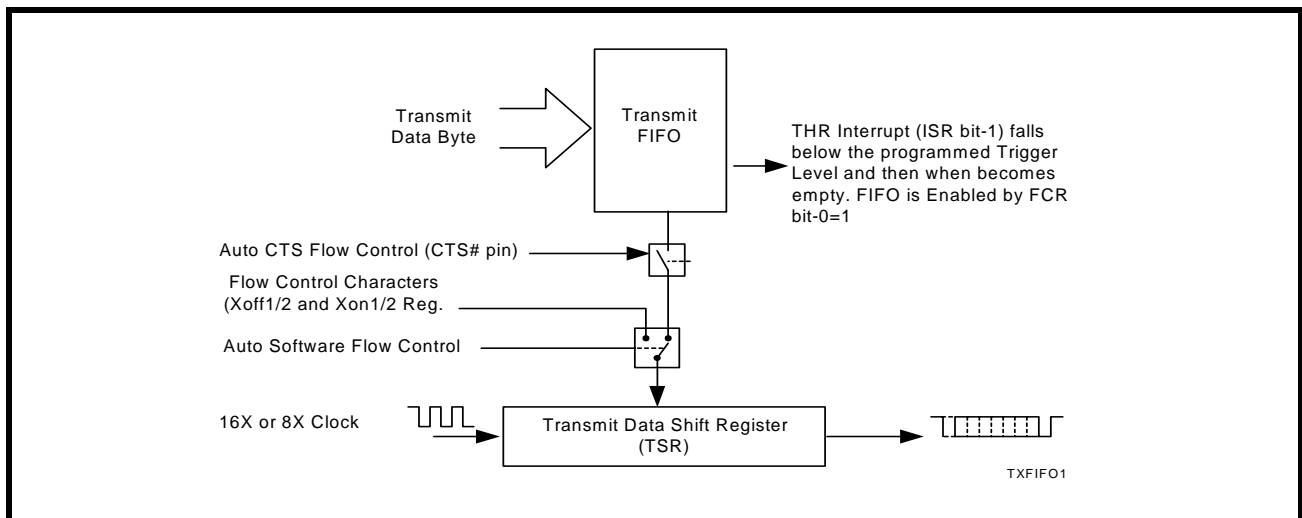 Transmit
Data Byte
Transmit
FIFO
THR Interrupt (ISR bit-1) falls
below the programmed Trigger
Level and then when becomes
empty. FIFO is Enabled by FCR
bit-0=1
Auto CTS Flow Control (CTS# pin)
Flow Control Characters
(Xoff1/2 and Xon1/2 Reg.
Auto Software Flow Control
16X or 8X Clock
Transmit Data Shift Register
(TSR)
TXFIFO1